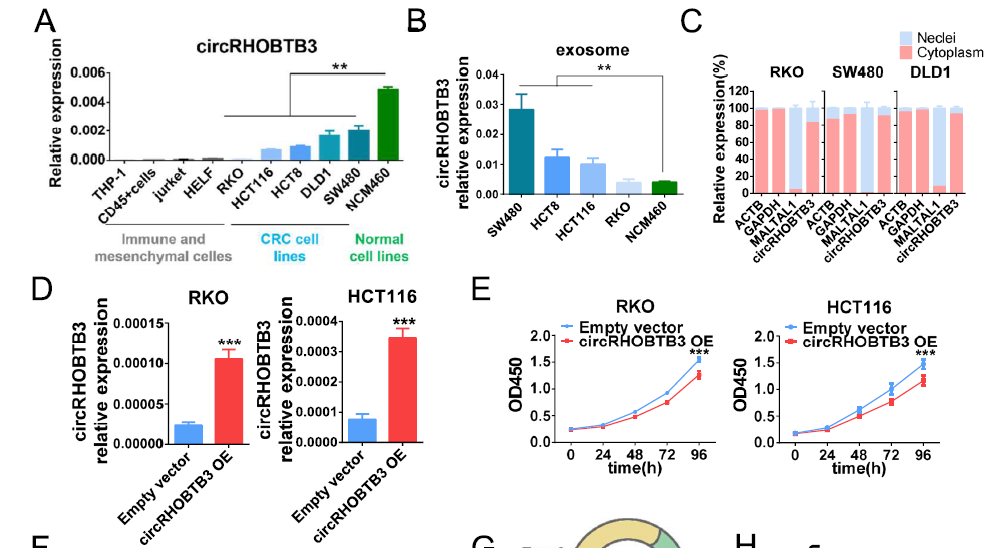 A
circRHOBTB3
Relative expression
0.006
0.004
0.002
0.000
**
THP-1
CD45+cells
jurket
HELF
RKO
HCT116
HCT8
DLD1
SW480
NCM460
Immune and
mesenchymal celles
CRC cell
lines
Normal
cell lines
B
exosome
circRHOBTB3
relative expression
0.04
0.03
0.02
0.01
0.00
**
SW480
HCT8
HCT116
RKO
NCM460
C
Neclei
Cytoplasm
RKO
SW480
DLD1
Relative expression(%)
120
100
80
60
40
20
0
ACTB
GAPDH
MALTAL1
circRHOBTB3
ACTB
GAPDH
MALTAL1
circRHOBTB3
ACTB
GAPDH
MALTAL1
circRHOBTB3
D
RKO
circRHOBTB3
relative expression
0.00015
0.00010
0.00005
0.00000
***
Empty vector
circRHOBTB3 OE
HCT116
circRHOBTB3
relative expression
0.0004
0.0003
0.0002
0.0001
0.0000
***
Empty vector
circRHOBTB3 OE
E
RKO
Empty vector
circRHOBTB3 OE
***
OD450
2.0
1.5
1.0
0.5
0.0
0 24 48 72 96
time(h)
HCT116
Empty vector
circRHOBTB3 OE
***
OD450
2.0
1.5
1.0
0.5
0.0
0 24 48 72 96
time(h)
G
H